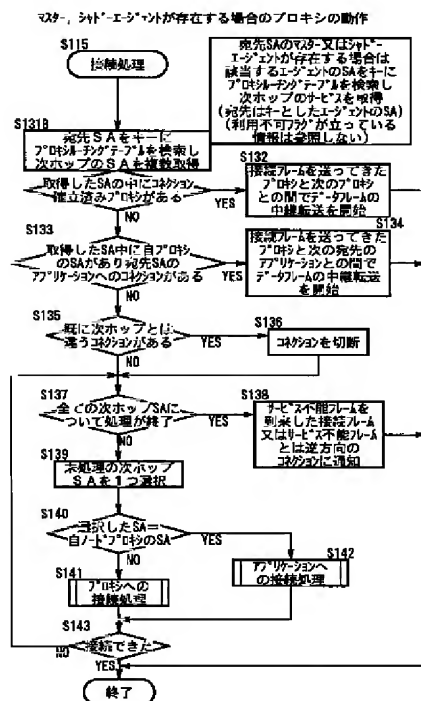 マスター, シャドーエージェントが存在する場合のプロキシの動作
S115
接続処理
宛先SAのマスター又はシャドー
エージェントが存在する場合は
該当するエージェントのSAをキーに
プロキシルーチングテーブルを検索し
次ホップのサービスを取得
(宛先はキーとしたエージェントのSA)
(利用不可フラグが立っている
情報は参照しない)
S131B
宛先SAをキーに
プロキシルーチングテーブルを検索し
次ホップのSAを複数取得
S132
取得したSAの中にコネクション
確立済みプロキシがある
YES
接続フレームを送ってきた
プロキシと次のプロキシ
との間でデータフレームの
中継転送を開始
NO
S133
S134
取得したSA中に自プロキシ
のSAがあり宛先SAの
アプリケーションへのコネクションがある
YES
接続フレームを送ってきた
プロキシと次の宛先の
アプリケーションとの間で
データフレームの中継転送
を開始
NO
S135
既に次ホップとは
違うコネクションがある
YES
S136
コネクションを切断
NO
S137
全ての次ホップSAに
ついて処理が終了
YES
S138
サービス不能フレームを
到来した接続フレーム
又はサービス不能フレーム
とは逆方向の
コネクションに通知
NO
S139
未処理の次ホップ
SAを1つ選択
S140
選択したSA=
自ノードプロキシのSA
YES
NO
S142
アプリケーションへ
の接続処理
S141
プロキシへの
接続処理
S143
接続できた
NO
YES
終了